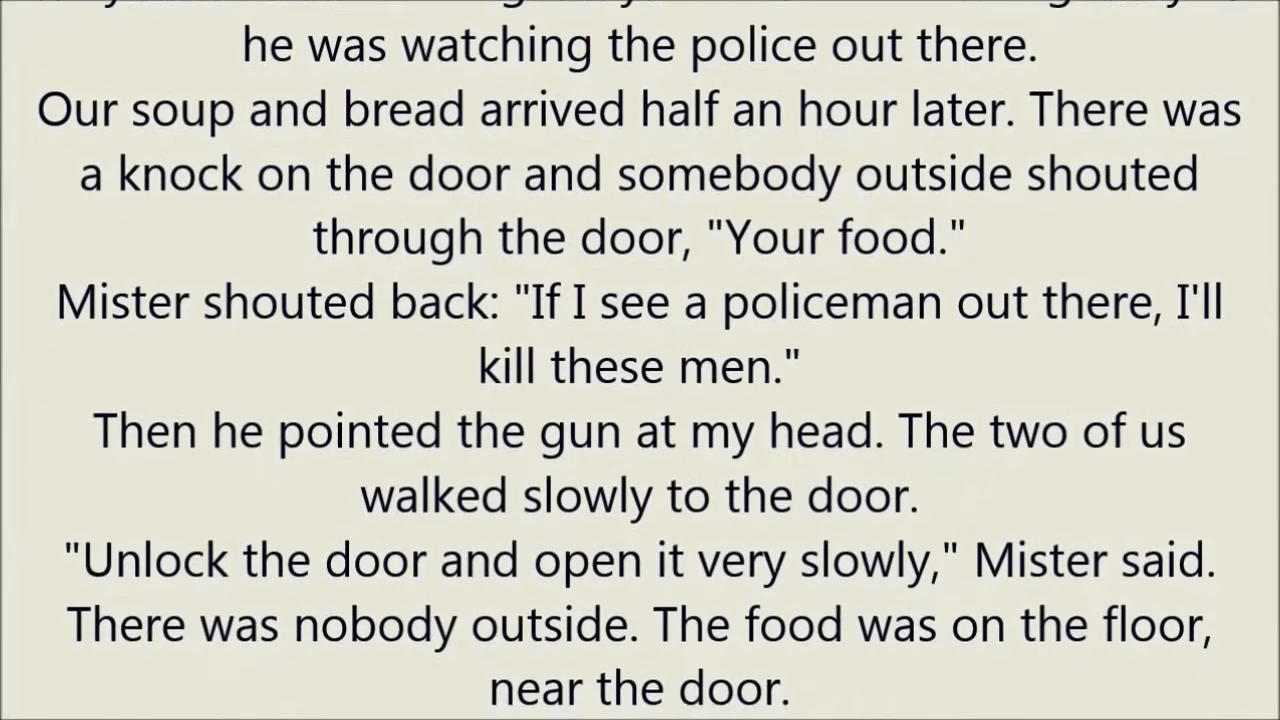 he was watching the police out there.
Our soup and bread arrived half an hour later. There was
a knock on the door and somebody outside shouted
through the door, "Your food."
Mister shouted back: "If I see a policeman out there, I'll
kill these men."
Then he pointed the gun at my head. The two of us
walked slowly to the door.
"Unlock the door and open it very slowly," Mister said.
There was nobody outside. The food was on the floor,
near the door.